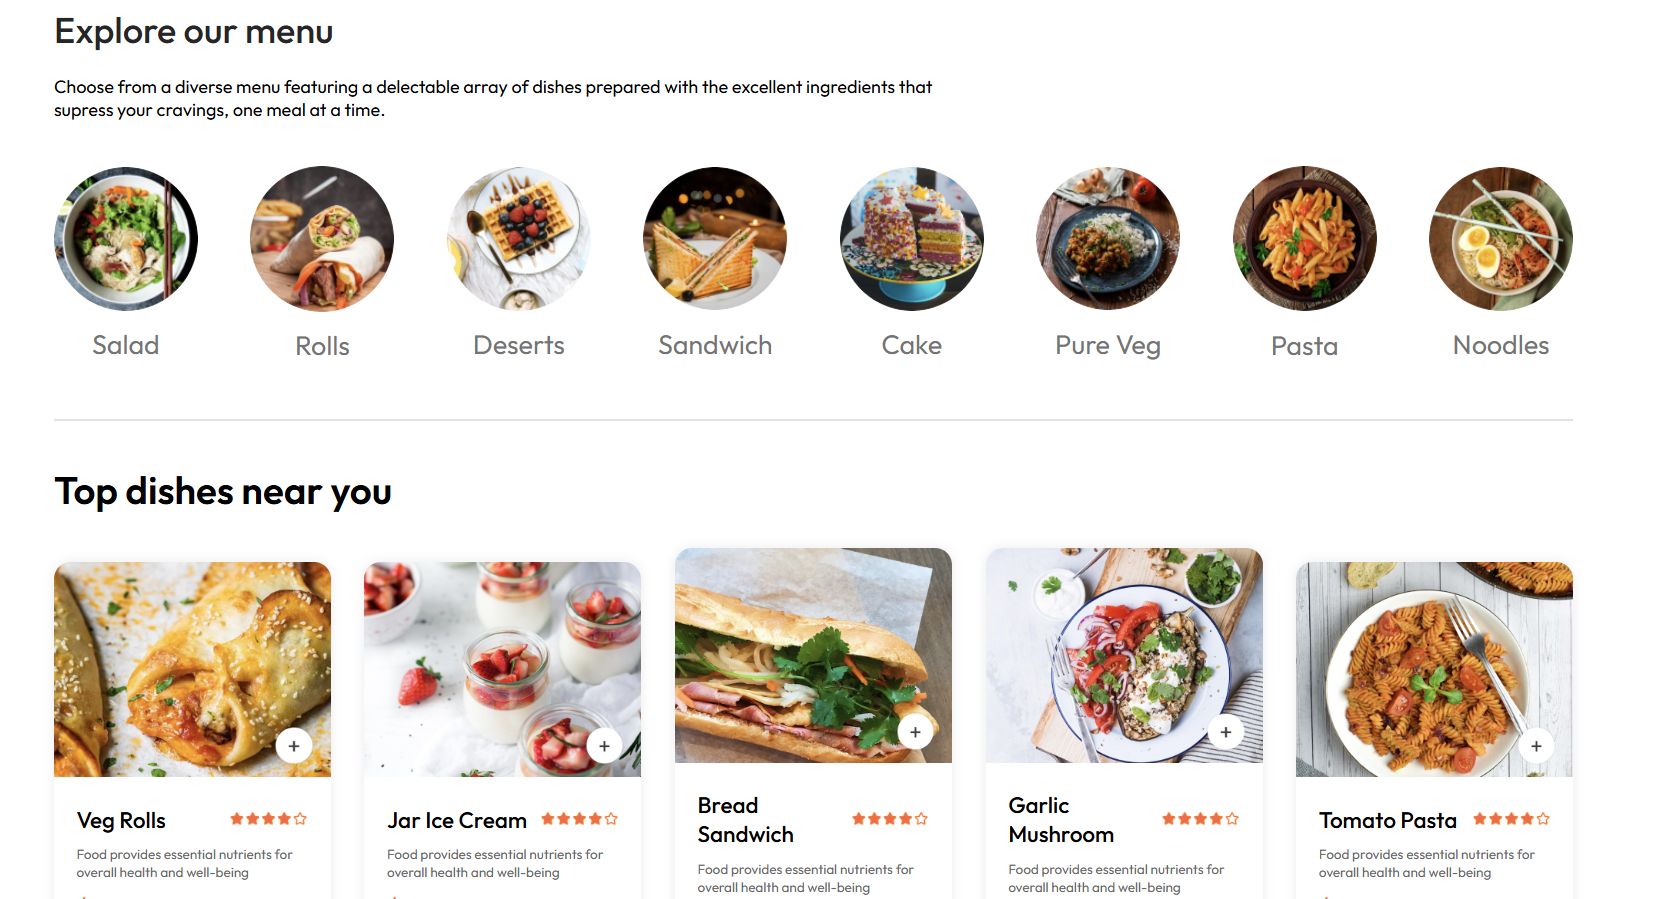 Explore our menu
Choose from a diverse menu featuring a delectable array of dishes prepared with the excellent ingredients that
supress your cravings, one meal at a time.
Salad
Rolls
Deserts
Sandwich
Cake
Pure Veg
Pasta
Noodles
Top dishes near you
Veg Rolls
Food provides essential nutrients for
overall health and well-being
Jar Ice Cream
Food provides essential nutrients for
overall health and well-being
Bread
Sandwich
Food provides essential nutrients for
overall health and well-being
Garlic
Mushroom
Food provides essential nutrients for
overall health and well-being
Tomato Pasta
Food provides essential nutrients for
overall health and well-being